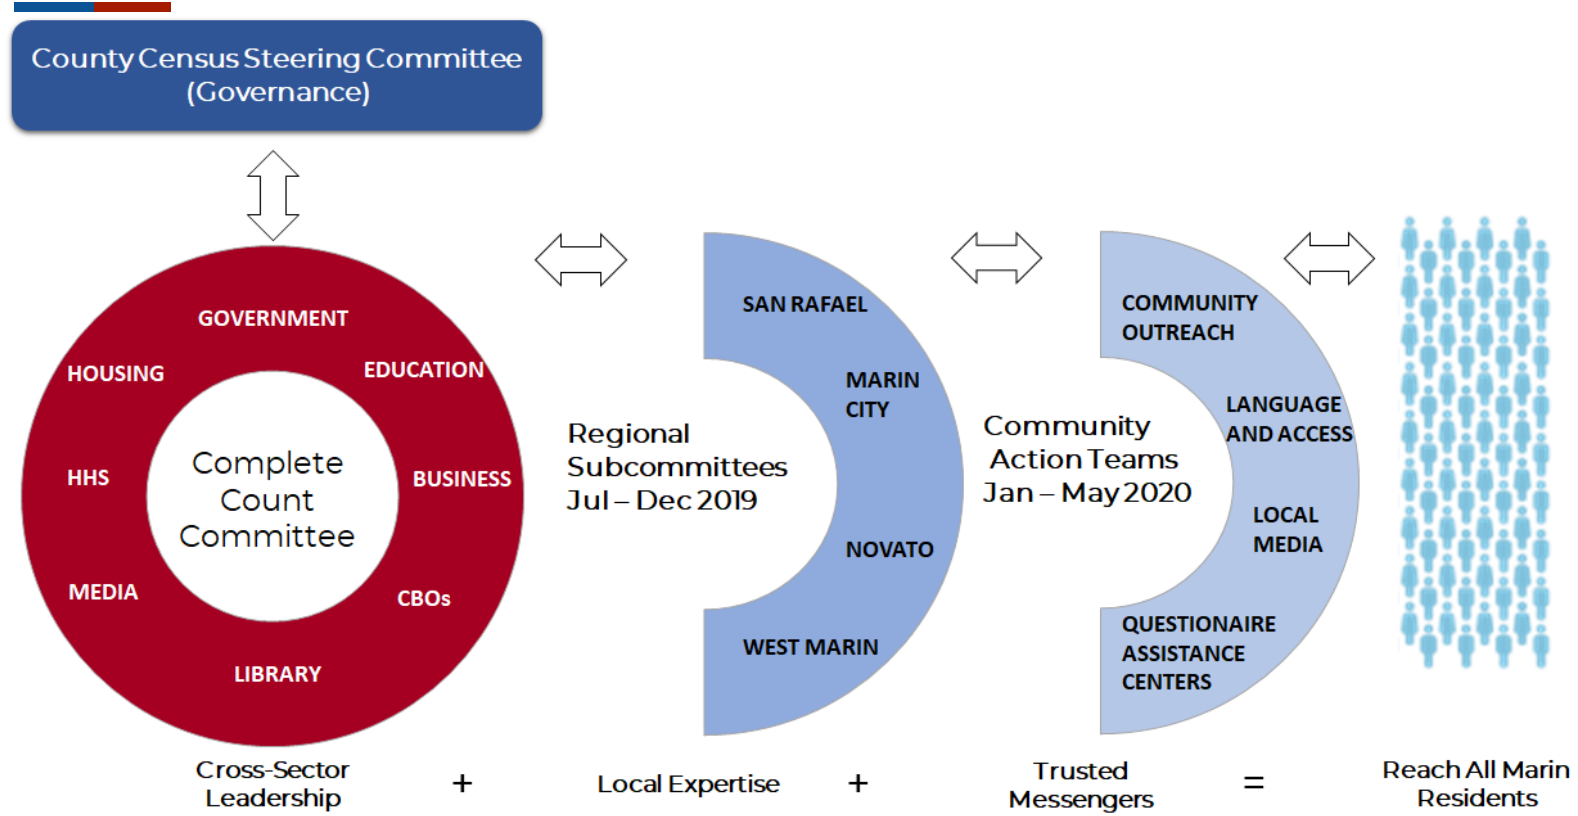 County Census Steering Committee
(Governance)
GOVERNMENT
HOUSING
EDUCATION
HHS
BUSINESS
MEDIA
CBOs
LIBRARY
Complete
Count
Committee
Regional
Subcommittees
Jul – Dec 2019
SAN RAFAEL
MARIN
CITY
NOVATO
WEST MARIN
Community
Action Teams
Jan – May 2020
COMMUNITY
OUTREACH
LANGUAGE
AND ACCESS
LOCAL
MEDIA
QUESTIONAIRE
ASSISTANCE
CENTERS
Cross-Sector
Leadership
+
Local Expertise
+
Trusted
Messengers
=
Reach All Marin
Residents